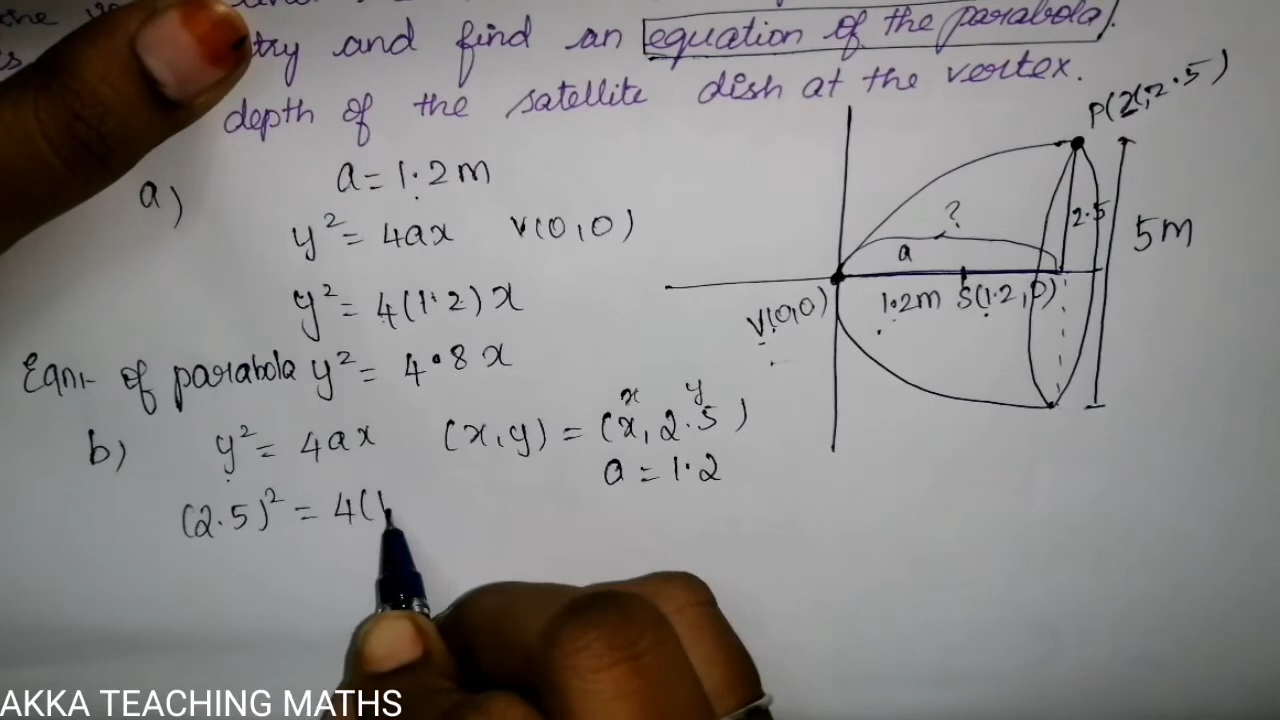 try and find an equation of the parabola.
depth of the satellite dish at the vertex.
a) a = 1.2m
y² = 4ax V(0,0)
y² = 4(1.2)x
Eqn:- of parabola y² = 4.8x
b) y² = 4ax (x,y) = (x, 2.5)
x y
a = 1.2
(2.5)² = 4(1
P(x, 2.5)
?
a
2.5
5m
V(0,0)
1.2m S(1.2,0)
AKKA TEACHING MATHS